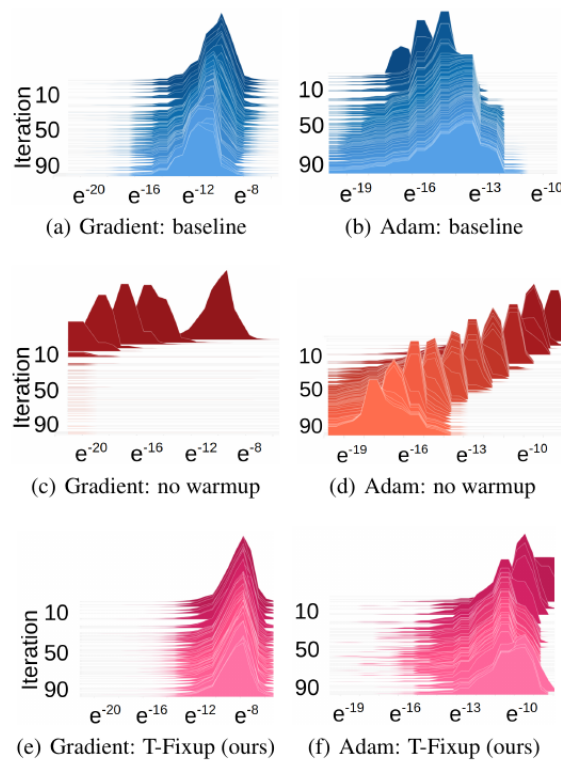 Iteration
10
50
90
e-20 e-16 e-12 e-8
(a) Gradient: baseline
10
50
90
e-19 e-16 e-13 e-10
(b) Adam: baseline
Iteration
10
50
90
e-20 e-16 e-12 e-8
(c) Gradient: no warmup
10
50
90
e-19 e-16 e-13 e-10
(d) Adam: no warmup
Iteration
10
50
90
e-20 e-16 e-12 e-8
(e) Gradient: T-Fixup (ours)
10
50
90
e-19 e-16 e-13 e-10
(f) Adam: T-Fixup (ours)